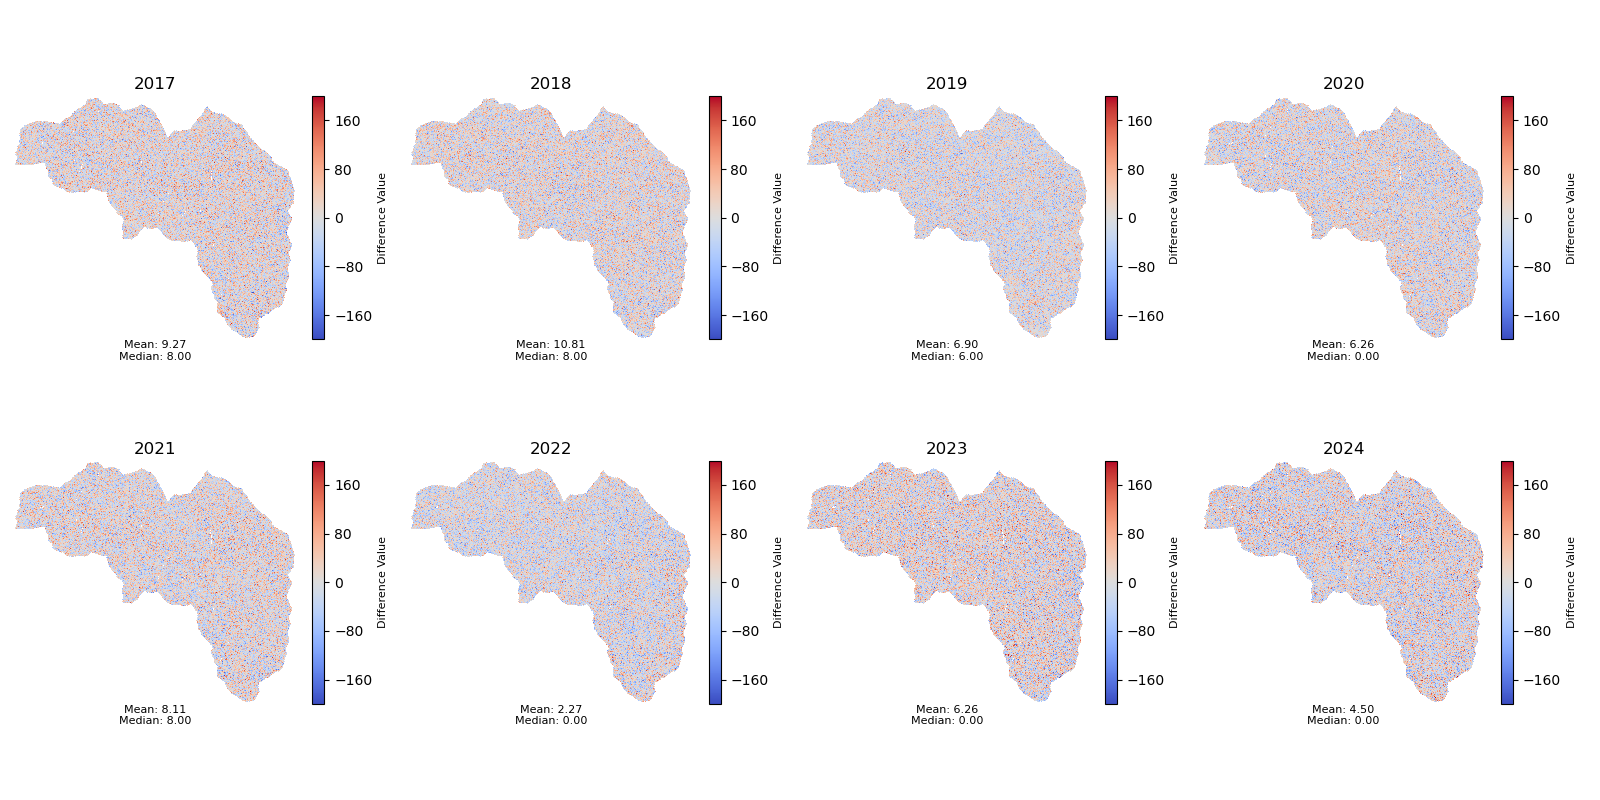 2017
160
80
0
−80
−160
Difference Value
Mean: 9.27
Median: 8.00
2018
160
80
0
−80
−160
Difference Value
Mean: 10.81
Median: 8.00
2019
160
80
0
−80
−160
Difference Value
Mean: 6.90
Median: 6.00
2020
160
80
0
−80
−160
Difference Value
Mean: 6.26
Median: 0.00
2021
160
80
0
−80
−160
Difference Value
Mean: 8.11
Median: 8.00
2022
160
80
0
−80
−160
Difference Value
Mean: 2.27
Median: 0.00
2023
160
80
0
−80
−160
Difference Value
Mean: 6.26
Median: 0.00
2024
160
80
0
−80
−160
Difference Value
Mean: 4.50
Median: 0.00